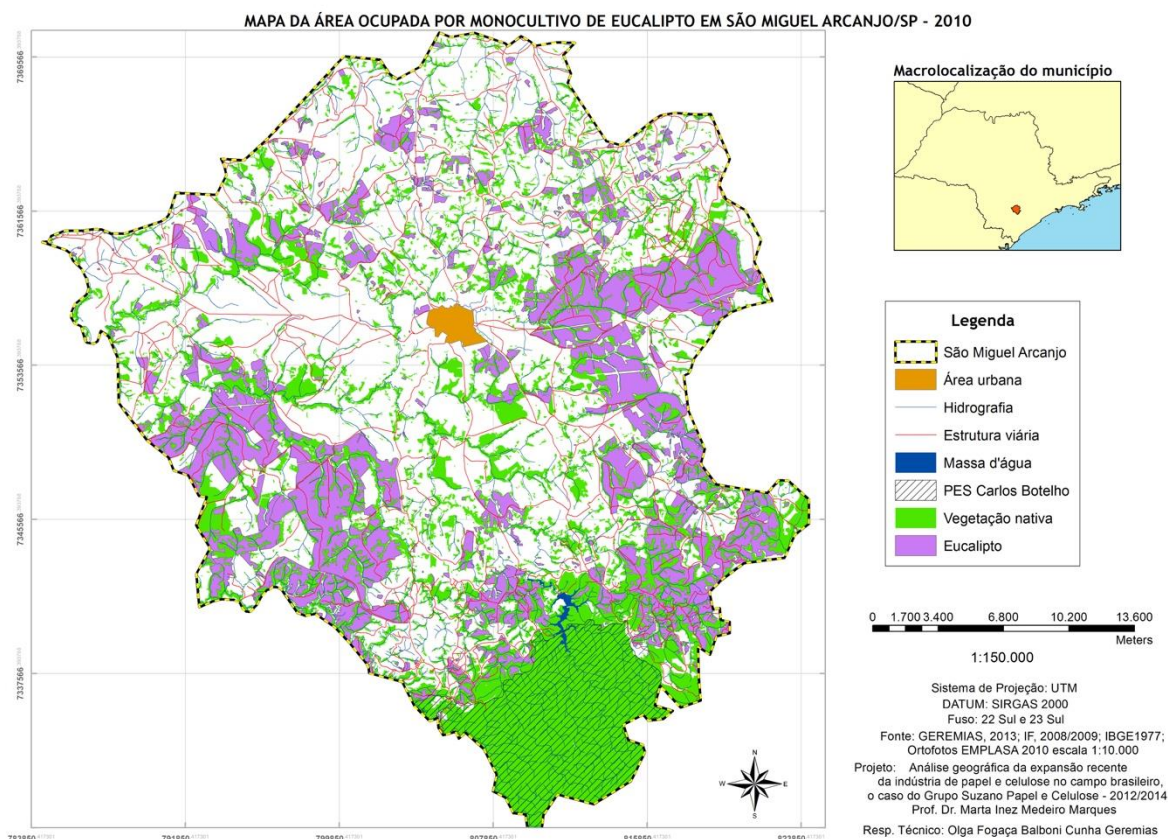 MAPA DA ÁREA OCUPADA POR MONOCULTIVO DE EUCALIPTO EM SÃO MIGUEL ARCANJO/SP - 2010
7369566
7361566
7353566
7345566
7337566
783850
791850
799850
807850
815850
823850
Macrolocalização do município
Legenda
São Miguel Arcanjo
Área urbana
Hidrografia
Estrutura viária
Massa d'água
PES Carlos Botelho
Vegetação nativa
Eucalipto
0 1.700 3.400 6.800 10.200 13.600
Meters
1:150.000
Sistema de Projeção: UTM
DATUM: SIRGAS 2000
Fuso: 22 Sul e 23 Sul
Fonte: GEREMIAS, 2013; IF, 2008/2009; IBGE1977;
Ortofotos EMPLASA 2010 escala 1:10.000
Projeto: Análise geográfica da expansão recente
da indústria de papel e celulose no campo brasileiro,
o caso do Grupo Suzano Papel e Celulose - 2012/2014
Prof. Dr. Marta Inez Medeiro Marques
Resp. Técnico: Olga Fogaça Balboni Cunha Geremias
N
W E
S